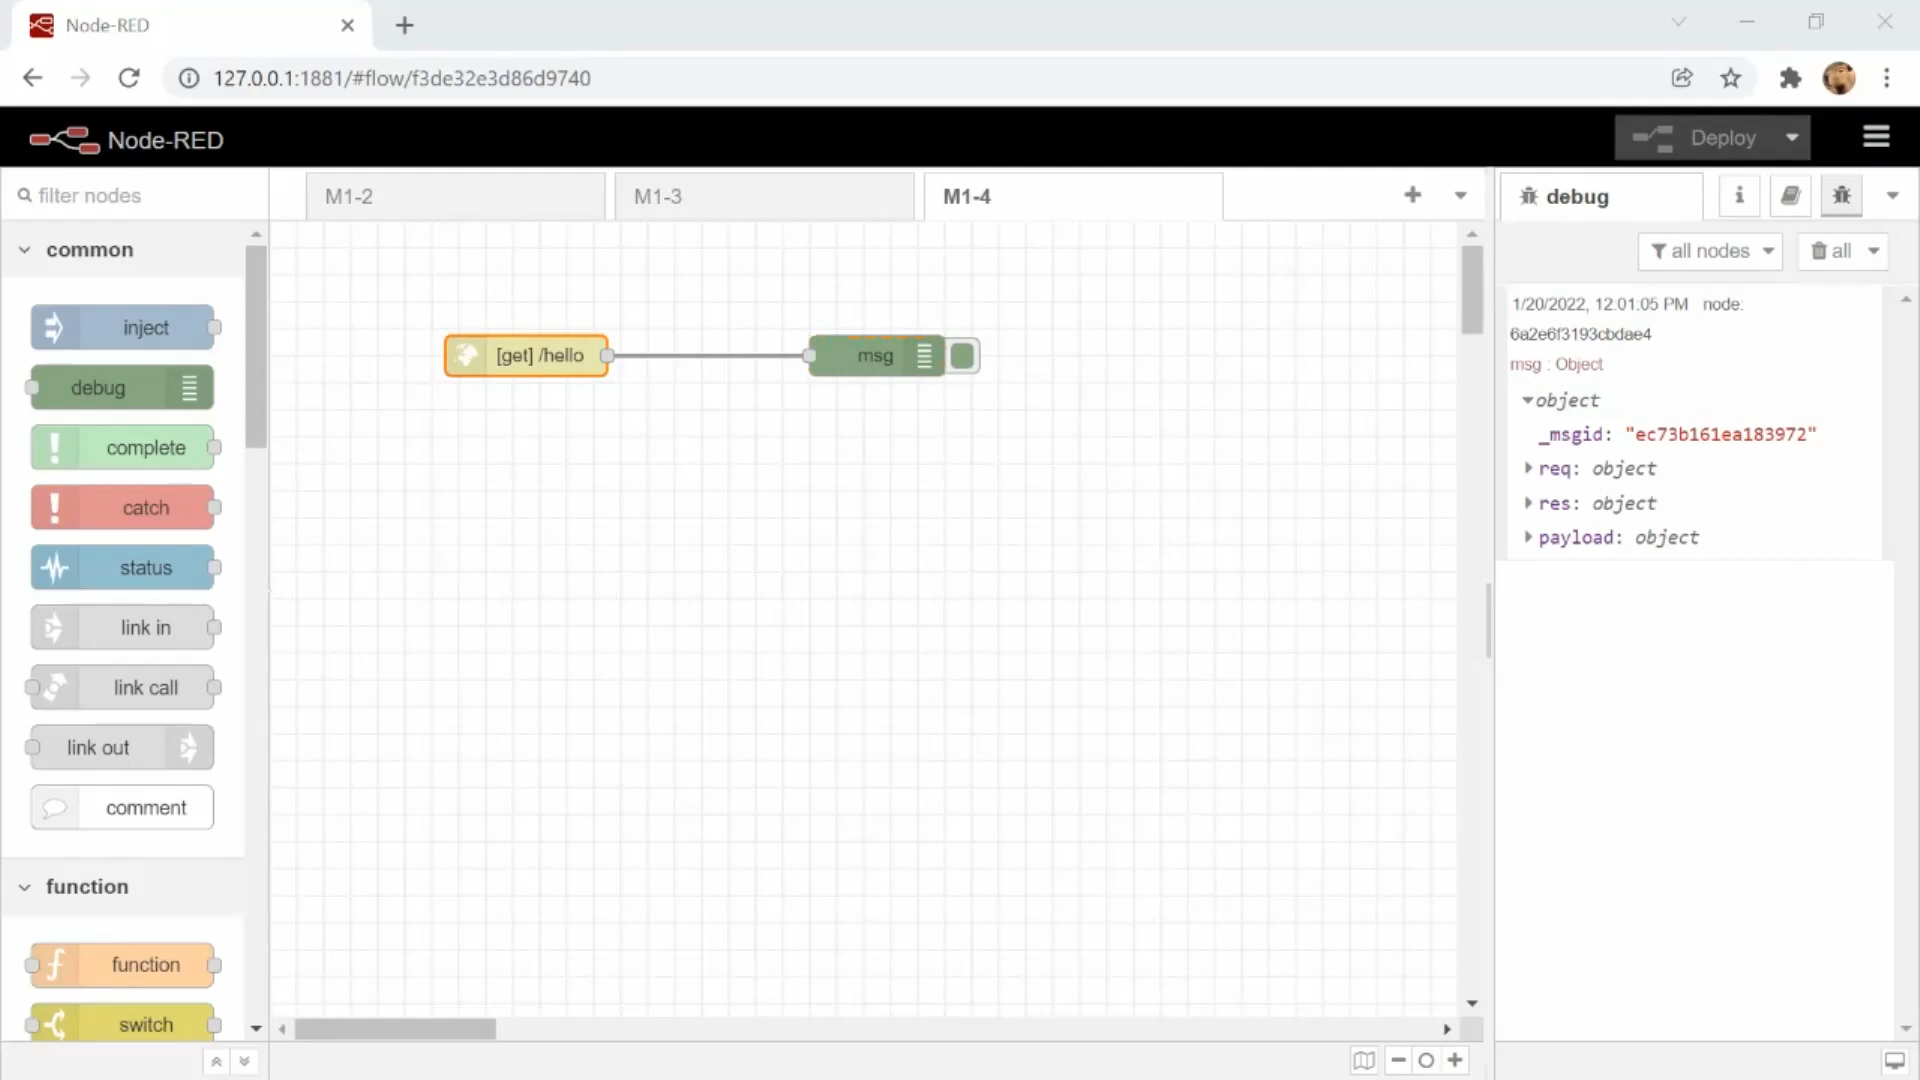 Node-RED
127.0.0.1:1881/#flow/f3de32e3d86d9740
Node-RED
Deploy
filter nodes
M1-2
M1-3
M1-4
debug
i
all nodes
all
common
inject
debug
complete
catch
status
link in
link call
link out
comment
function
function
switch
[get] /hello
msg
1/20/2022, 12:01:05 PM node:
6a2e6f3193cbdae4
msg : Object
object
_msgid: "ec73b161ea183972"
req: object
res: object
payload: object